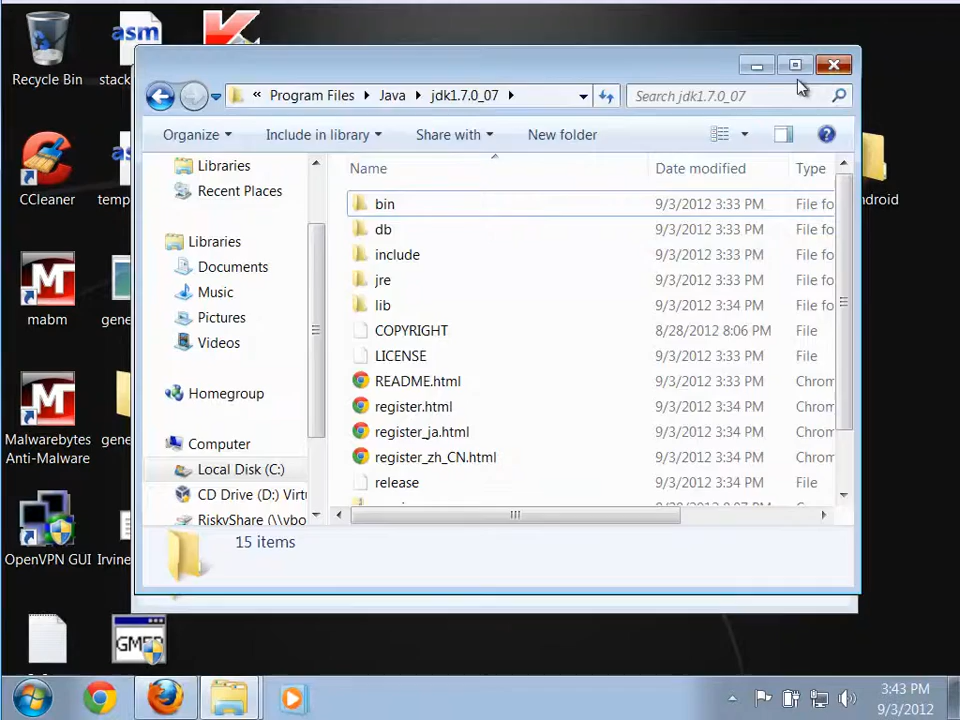 Recycle Bin
asm
stack
CCleaner
temp
mabm
gene
Malwarebytes
Anti-Malware
gene
OpenVPN GUI
Irvine
GMER
ndroid
« Program Files Java jdk1.7.0_07
Search jdk1.7.0_07
Organize Include in library Share with New folder
Libraries
Recent Places
Libraries
Documents
Music
Pictures
Videos
Homegroup
Computer
Local Disk (C:)
CD Drive (D:) Virtu
RiskyShare (\\vbo
Name Date modified Type
bin 9/3/2012 3:33 PM File fo
db 9/3/2012 3:33 PM File fo
include 9/3/2012 3:33 PM File fo
jre 9/3/2012 3:33 PM File fo
lib 9/3/2012 3:34 PM File fo
COPYRIGHT 8/28/2012 8:06 PM File
LICENSE 9/3/2012 3:33 PM File
README.html 9/3/2012 3:33 PM Chrom
register.html 9/3/2012 3:34 PM Chrom
register_ja.html 9/3/2012 3:34 PM Chrom
register_zh_CN.html 9/3/2012 3:34 PM Chrom
release 9/3/2012 3:34 PM File
15 items
3:43 PM
9/3/2012